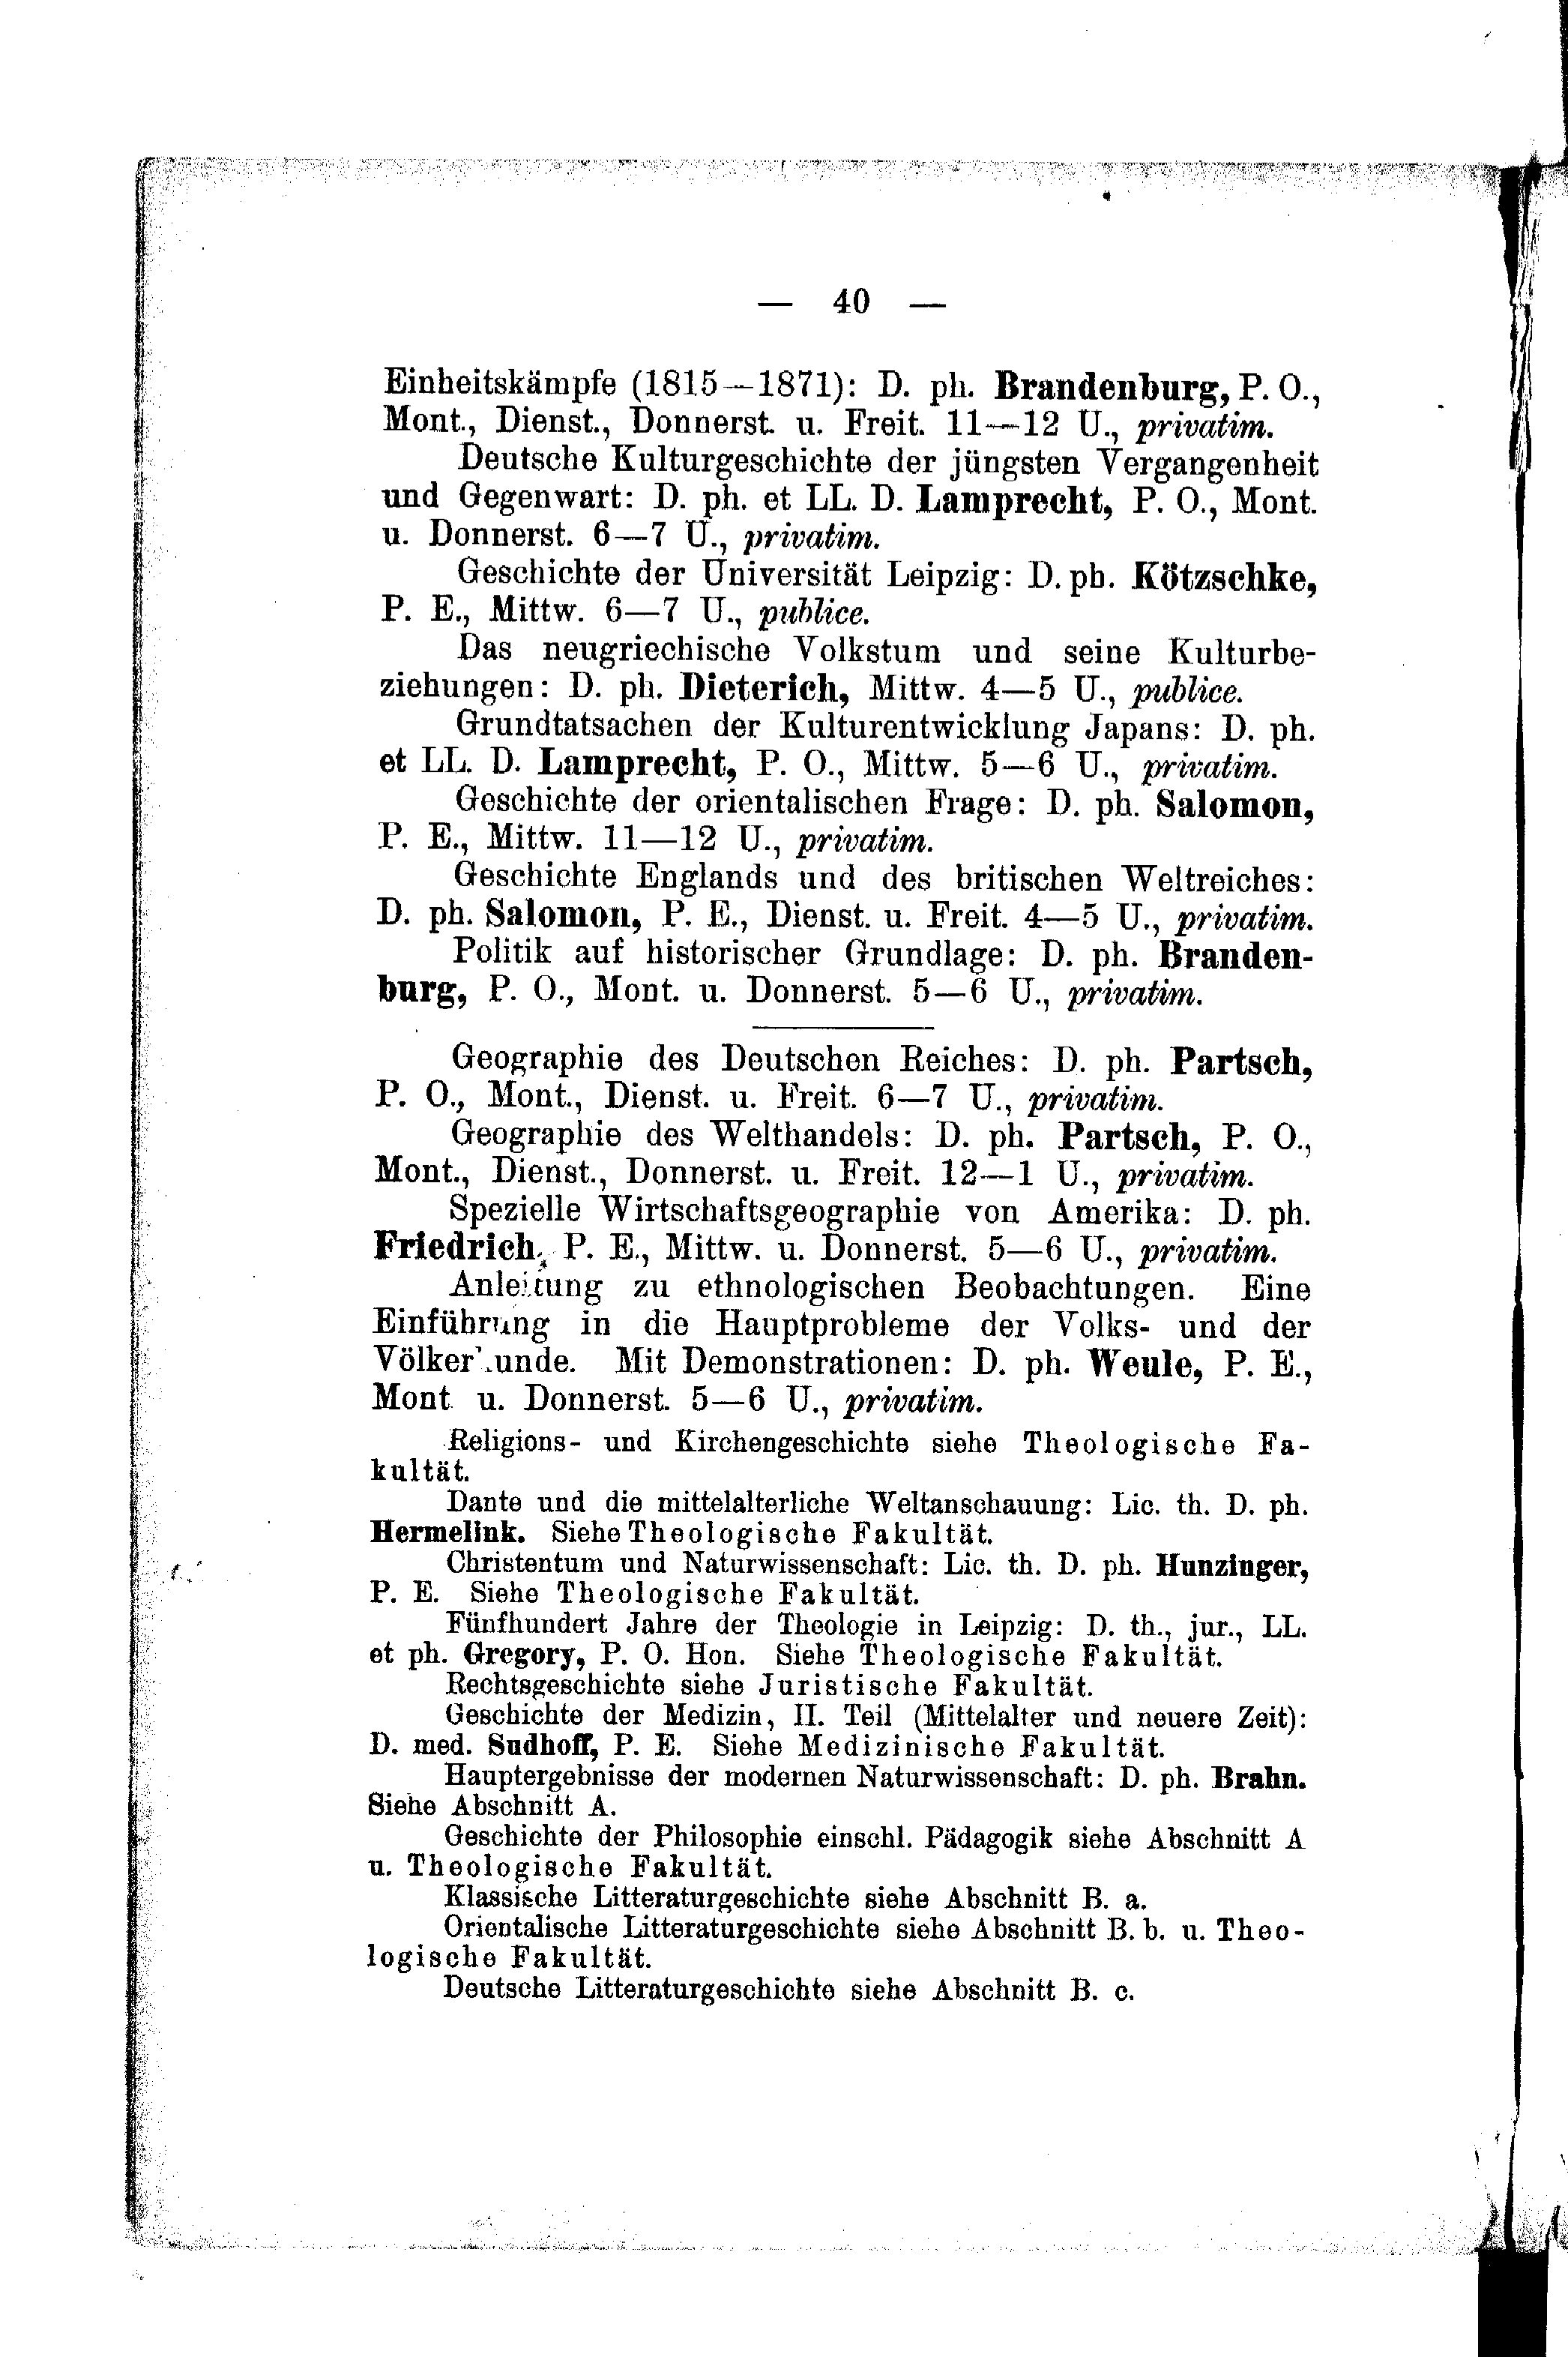 — 40 —
Einheitskämpfe (1815—1871): D. ph. Brandenburg, P. O.,
Mont., Dienst., Donnerst. u. Freit. 11—12 U., privatim.
Deutsche Kulturgeschichte der jüngsten Vergangenheit
und Gegenwart: D. ph. et LL. D. Lamprecht, P. O., Mont.
u. Donnerst. 6—7 U., privatim.
Geschichte der Universität Leipzig: D. ph. Kötzschke,
P. E., Mittw. 6—7 U., publice.
Das neugriechische Volkstum und seine Kulturbe-
ziehungen: D. ph. Dieterich, Mittw. 4—5 U., publice.
Grundtatsachen der Kulturentwicklung Japans: D. ph.
et LL. D. Lamprecht, P. O., Mittw. 5—6 U., privatim.
Geschichte der orientalischen Frage: D. ph. Salomon,
P. E., Mittw. 11—12 U., privatim.
Geschichte Englands und des britischen Weltreiches:
D. ph. Salomon, P. E., Dienst. u. Freit. 4—5 U., privatim.
Politik auf historischer Grundlage: D. ph. Branden-
burg, P. O., Mont. u. Donnerst. 5—6 U., privatim.
Geographie des Deutschen Reiches: D. ph. Partsch,
P. O., Mont., Dienst. u. Freit. 6—7 U., privatim.
Geographie des Welthandels: D. ph. Partsch, P. O.,
Mont., Dienst., Donnerst. u. Freit. 12—1 U., privatim.
Spezielle Wirtschaftsgeographie von Amerika: D. ph.
Friedrich, P. E., Mittw. u. Donnerst. 5—6 U., privatim.
Anleitung zu ethnologischen Beobachtungen. Eine
Einführung in die Hauptprobleme der Volks- und der
Völkerkunde. Mit Demonstrationen: D. ph. Weule, P. E.,
Mont. u. Donnerst. 5—6 U., privatim.
Religions- und Kirchengeschichte siehe Theologische Fa-
kultät.
Dante und die mittelalterliche Weltanschauung: Lic. th. D. ph.
Hermelink. Siehe Theologische Fakultät.
Christentum und Naturwissenschaft: Lic. th. D. ph. Hunzinger,
P. E. Siehe Theologische Fakultät.
Fünfhundert Jahre der Theologie in Leipzig: D. th., jur., LL.
et ph. Gregory, P. O. Hon. Siehe Theologische Fakultät.
Rechtsgeschichte siehe Juristische Fakultät.
Geschichte der Medizin, II. Teil (Mittelalter und neuere Zeit):
D. med. Sudhoff, P. E. Siehe Medizinische Fakultät.
Hauptergebnisse der modernen Naturwissenschaft: D. ph. Brahn.
Siehe Abschnitt A.
Geschichte der Philosophie einschl. Pädagogik siehe Abschnitt A
u. Theologische Fakultät.
Klassische Litteraturgeschichte siehe Abschnitt B. a.
Orientalische Litteraturgeschichte siehe Abschnitt B. b. u. Theo-
logische Fakultät.
Deutsche Litteraturgeschichte siehe Abschnitt B. c.